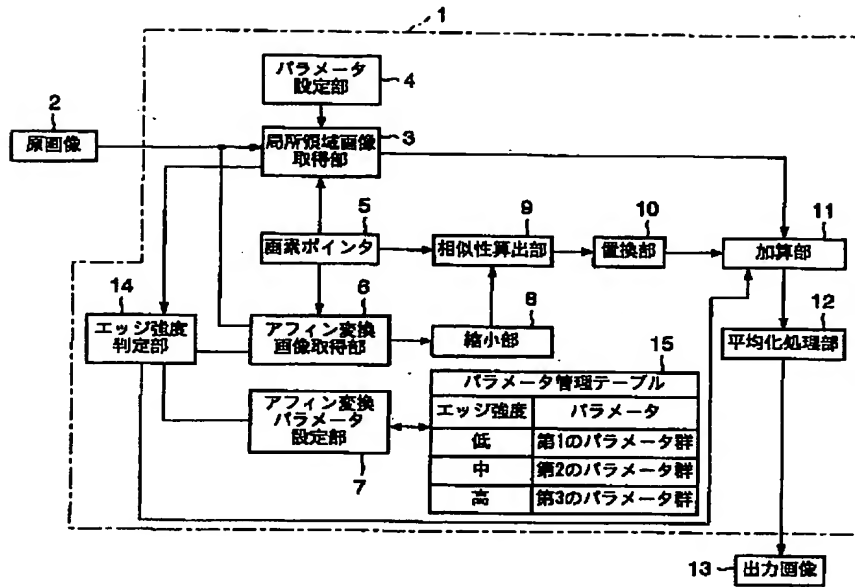 1
パラメータ
設定部
4
2
原画像
局所領域画像
取得部
3
5
画素ポインタ
9
相似性算出部
10
置換部
11
加算部
14
エッジ強度
判定部
6
アフィン変換
画像取得部
8
縮小部
12
平均化処理部
15
アフィン変換
パラメータ
設定部
7
パラメータ管理テーブル
エッジ強度 パラメータ
低 第1のパラメータ群
中 第2のパラメータ群
高 第3のパラメータ群
13
出力画像